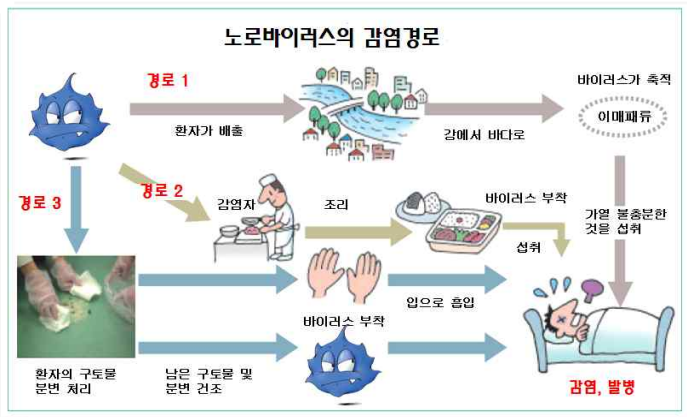 노로바이러스의 감염경로
경로 1
환자가 배출
강에서 바다로
바이러스가 축적
이매패류
가열 불충분한
것을 섭취
경로 2
감염자
조리
바이러스 부착
섭취
경로 3
환자의 구토물
분변 처리
바이러스 부착
입으로 흡입
남은 구토물 및
분변 건조
감염, 발병